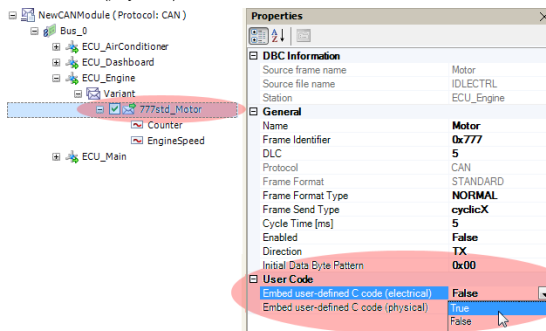 NewCANModule (Protocol: CAN)
Bus_0
ECU_AirConditioner
ECU_Dashboard
ECU_Engine
Variant
777std_Motor
Counter
EngineSpeed
ECU_Main
Properties
DBC Information
Source frame name Motor
Source file name IDLECTRL
Station ECU_Engine
General
Name Motor
Frame Identifier 0x777
DLC 5
Protocol CAN
Frame Format STANDARD
Frame Format Type NORMAL
Frame Send Type cyclicX
Cycle Time [ms] 5
Enabled False
Direction TX
Initial Data Byte Pattern 0x00
User Code
Embed user-defined C code (electrical) False
Embed user-defined C code (physical) True
False